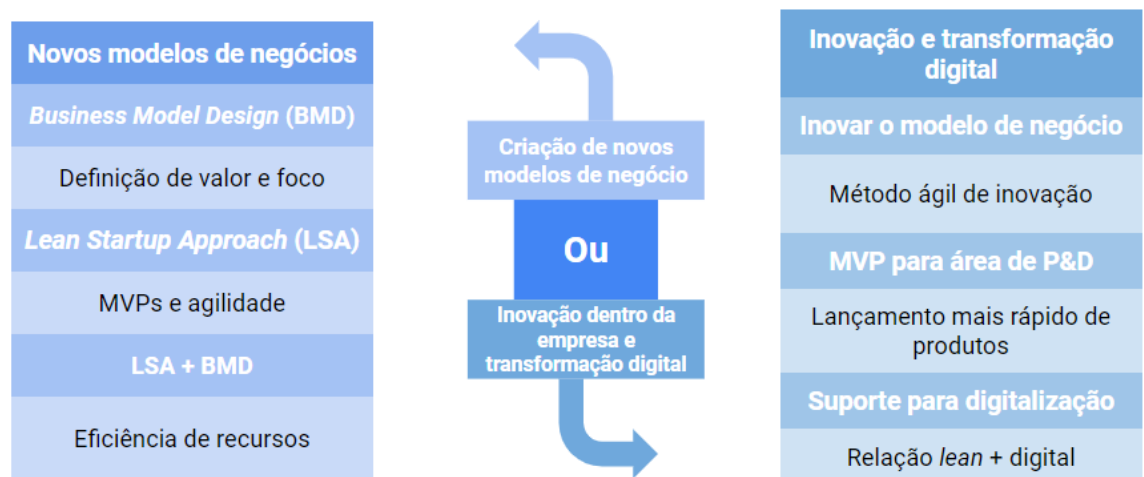 Novos modelos de negócios
Business Model Design (BMD)
Definição de valor e foco
Lean Startup Approach (LSA)
MVPs e agilidade
LSA + BMD
Eficiência de recursos
Criação de novos
modelos de negócio
Ou
Inovação dentro da
empresa e
transformação digital
Inovação e transformação
digital
Inovar o modelo de negócio
Método ágil de inovação
MVP para área de P&D
Lançamento mais rápido de
produtos
Suporte para digitalização
Relação lean + digital